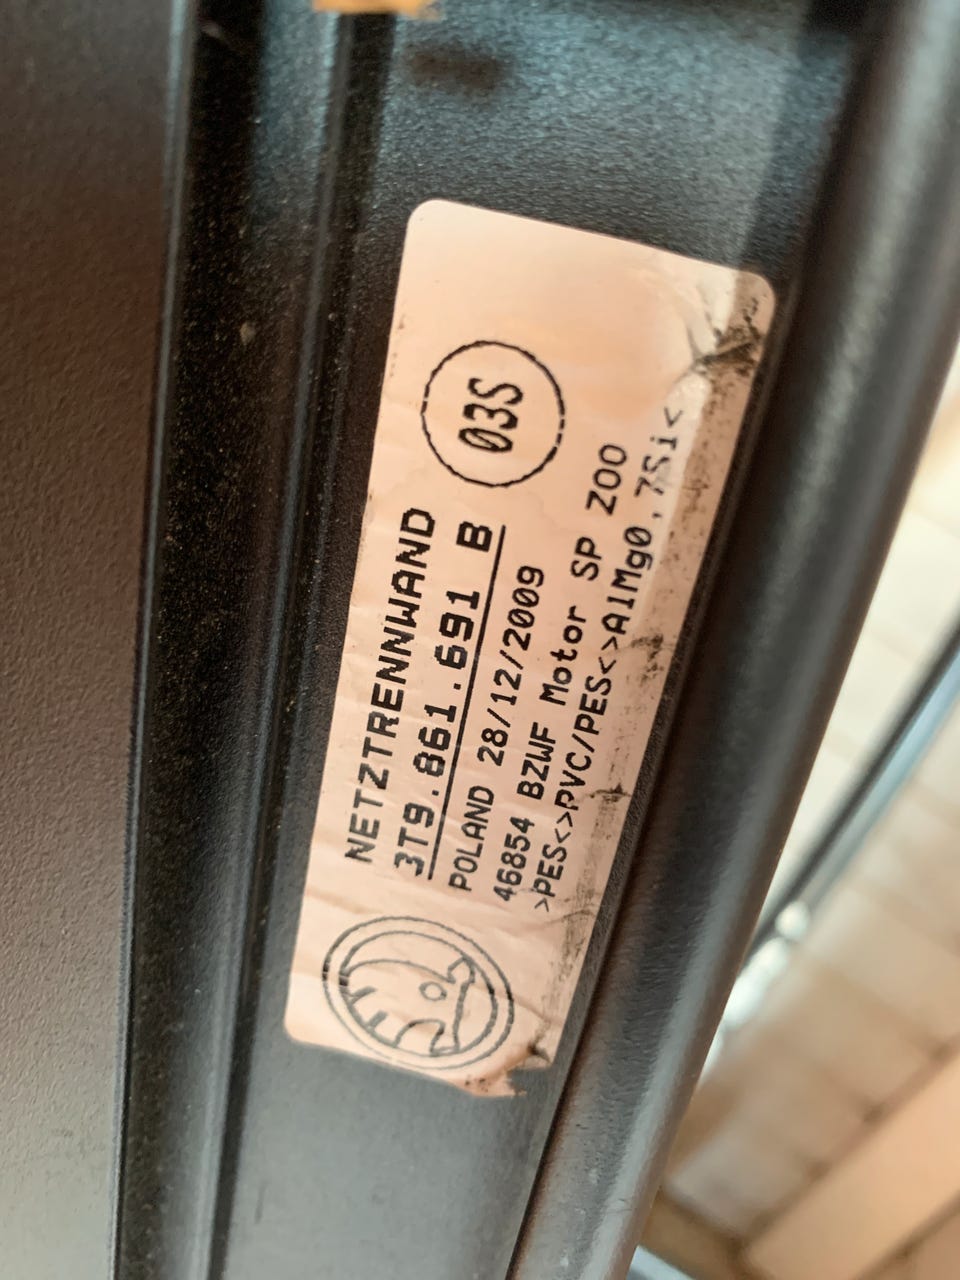 NETZTRENNWAND
3T9.861.691 B
03S
POLAND 28/12/2009
46854 BZWF Motor SP ZOO
>PES<>PVC/PES<>AlMg0,7Si<